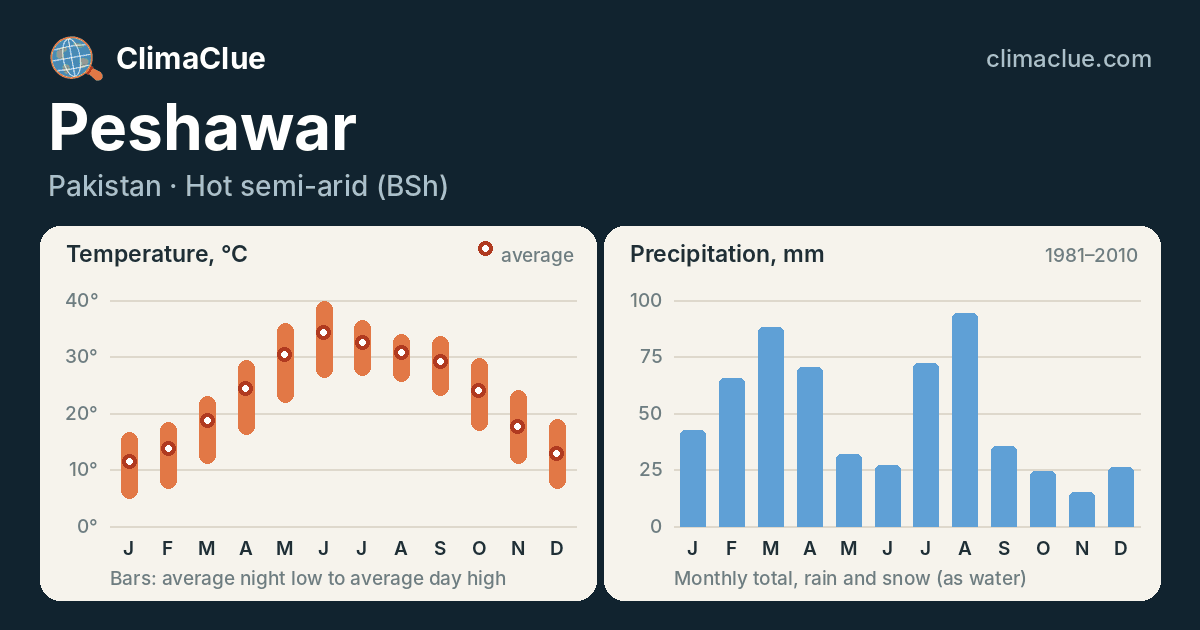 ClimaClue
climaclue.com
Peshawar
Pakistan · Hot semi-arid (BSh)
Temperature, °C
average
40°
30°
20°
10°
0°
J F M A M J J A S O N D
Bars: average night low to average day high
Precipitation, mm
1981–2010
100
75
50
25
0
J F M A M J J A S O N D
Monthly total, rain and snow (as water)